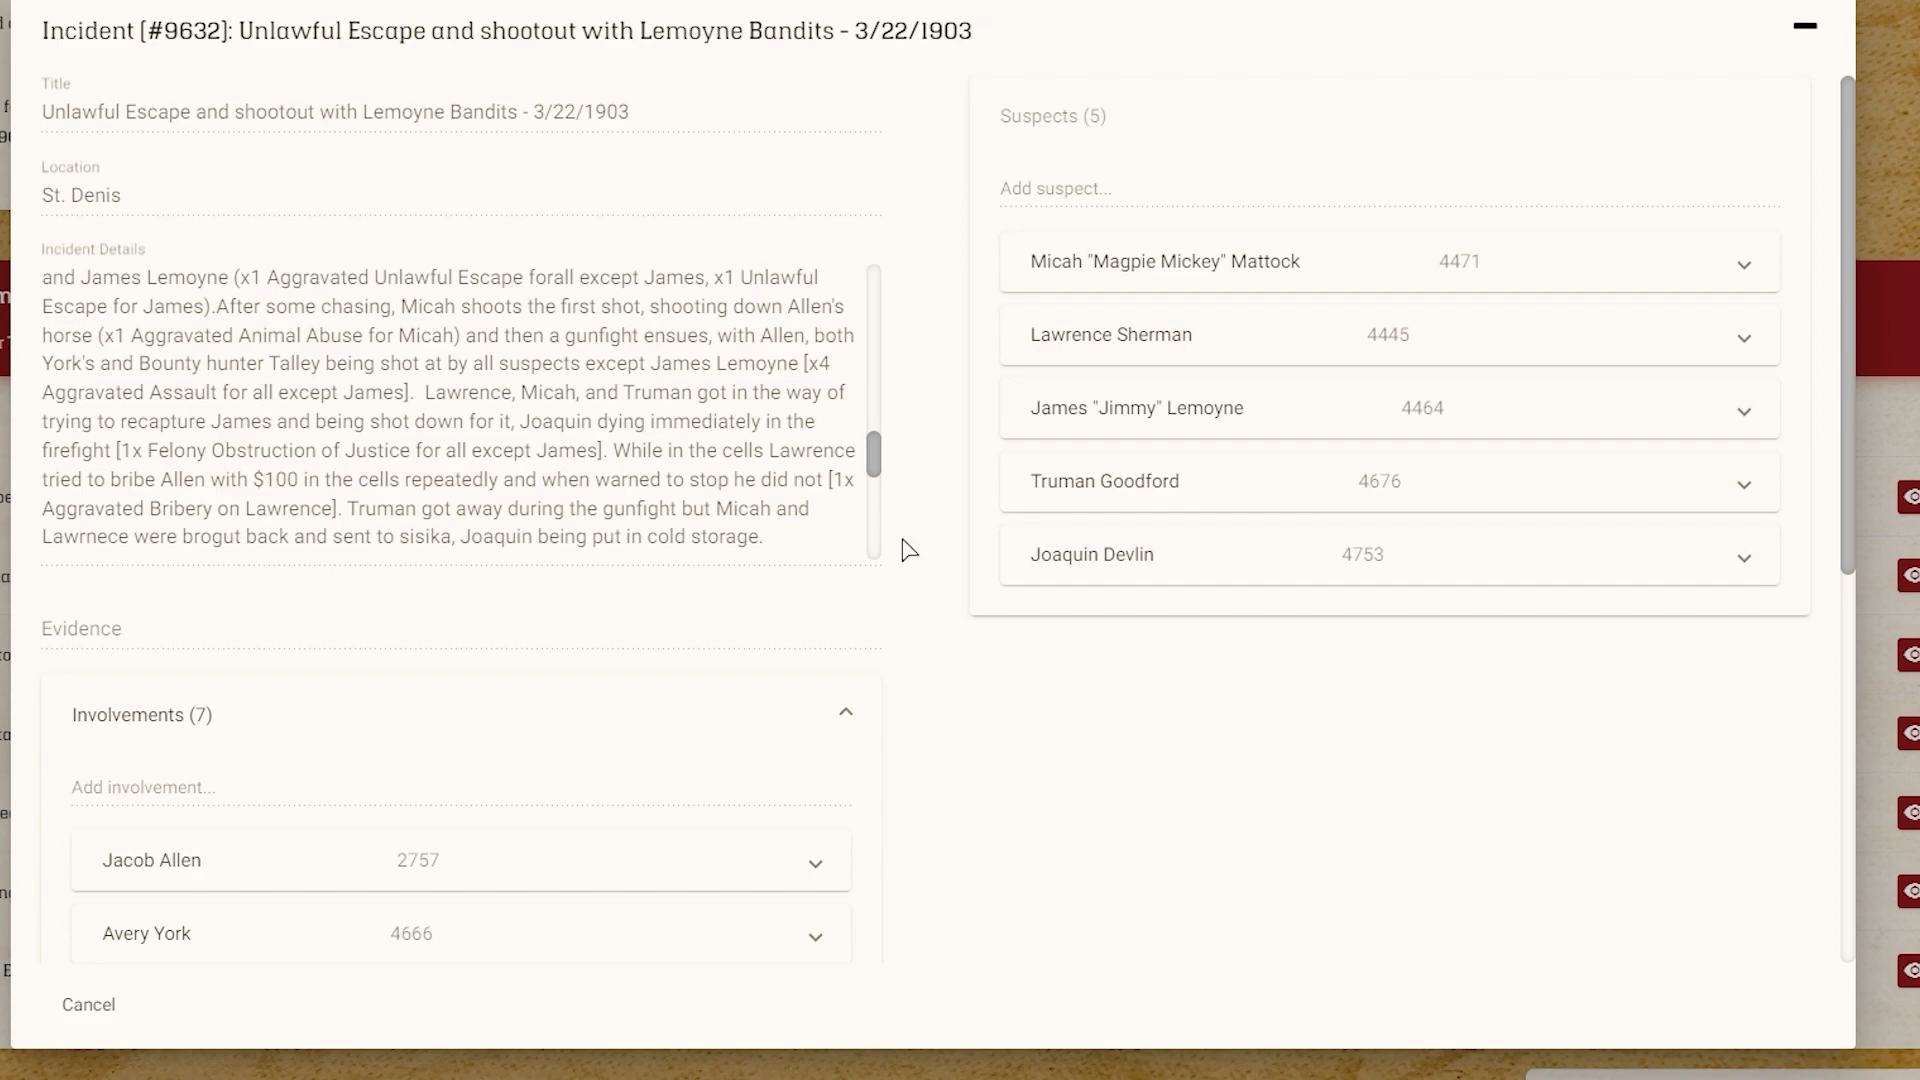 Incident [#9632]: Unlawful Escape and shootout with Lemoyne Bandits - 3/22/1903
Title
Unlawful Escape and shootout with Lemoyne Bandits - 3/22/1903
Location
St. Denis
Incident Details
and James Lemoyne (x1 Aggravated Unlawful Escape forall except James, x1 Unlawful
Escape for James).After some chasing, Micah shoots the first shot, shooting down Allen's
horse (x1 Aggravated Animal Abuse for Micah) and then a gunfight ensues, with Allen, both
York's and Bounty hunter Talley being shot at by all suspects except James Lemoyne [x4
Aggravated Assault for all except James].  Lawrence, Micah, and Truman got in the way of
trying to recapture James and being shot down for it, Joaquin dying immediately in the
firefight [1x Felony Obstruction of Justice for all except James]. While in the cells Lawrence
tried to bribe Allen with $100 in the cells repeatedly and when warned to stop he did not [1x
Aggravated Bribery on Lawrence]. Truman got away during the gunfight but Micah and
Lawrnece were brogut back and sent to sisika, Joaquin being put in cold storage.
Evidence
Involvements (7)
Add involvement...
Jacob Allen 2757
Avery York 4666
Cancel
Suspects (5)
Add suspect...
Micah "Magpie Mickey" Mattock 4471
Lawrence Sherman 4445
James "Jimmy" Lemoyne 4464
Truman Goodford 4676
Joaquin Devlin 4753